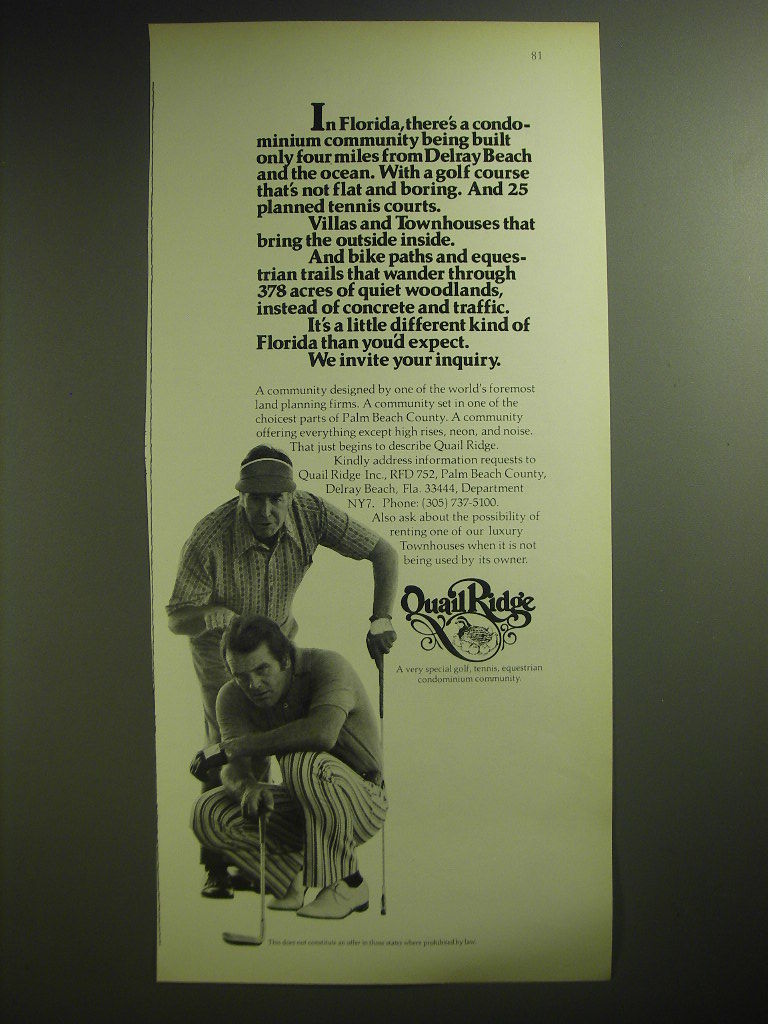 81
In Florida, there's a condo-
minium community being built
only four miles from Delray Beach
and the ocean. With a golf course
that's not flat and boring. And 25
planned tennis courts.
Villas and Townhouses that
bring the outside inside.
And bike paths and eques-
trian trails that wander through
378 acres of quiet woodlands,
instead of concrete and traffic.
It's a little different kind of
Florida than you'd expect.
We invite your inquiry.
A community designed by one of the world's foremost
land planning firms. A community set in one of the
choicest parts of Palm Beach County. A community
offering everything except high rises, neon, and noise.
That just begins to describe Quail Ridge.
Kindly address information requests to
Quail Ridge Inc., RFD 752, Palm Beach County,
Delray Beach, Fla. 33444, Department
NY7. Phone: (305) 737-5100.
Also ask about the possibility of
renting one of our luxury
Townhouses when it is not
being used by its owner.
Quail Ridge
A very special golf, tennis, equestrian
condominium community.
This does not constitute an offer in those states where prohibited by law.